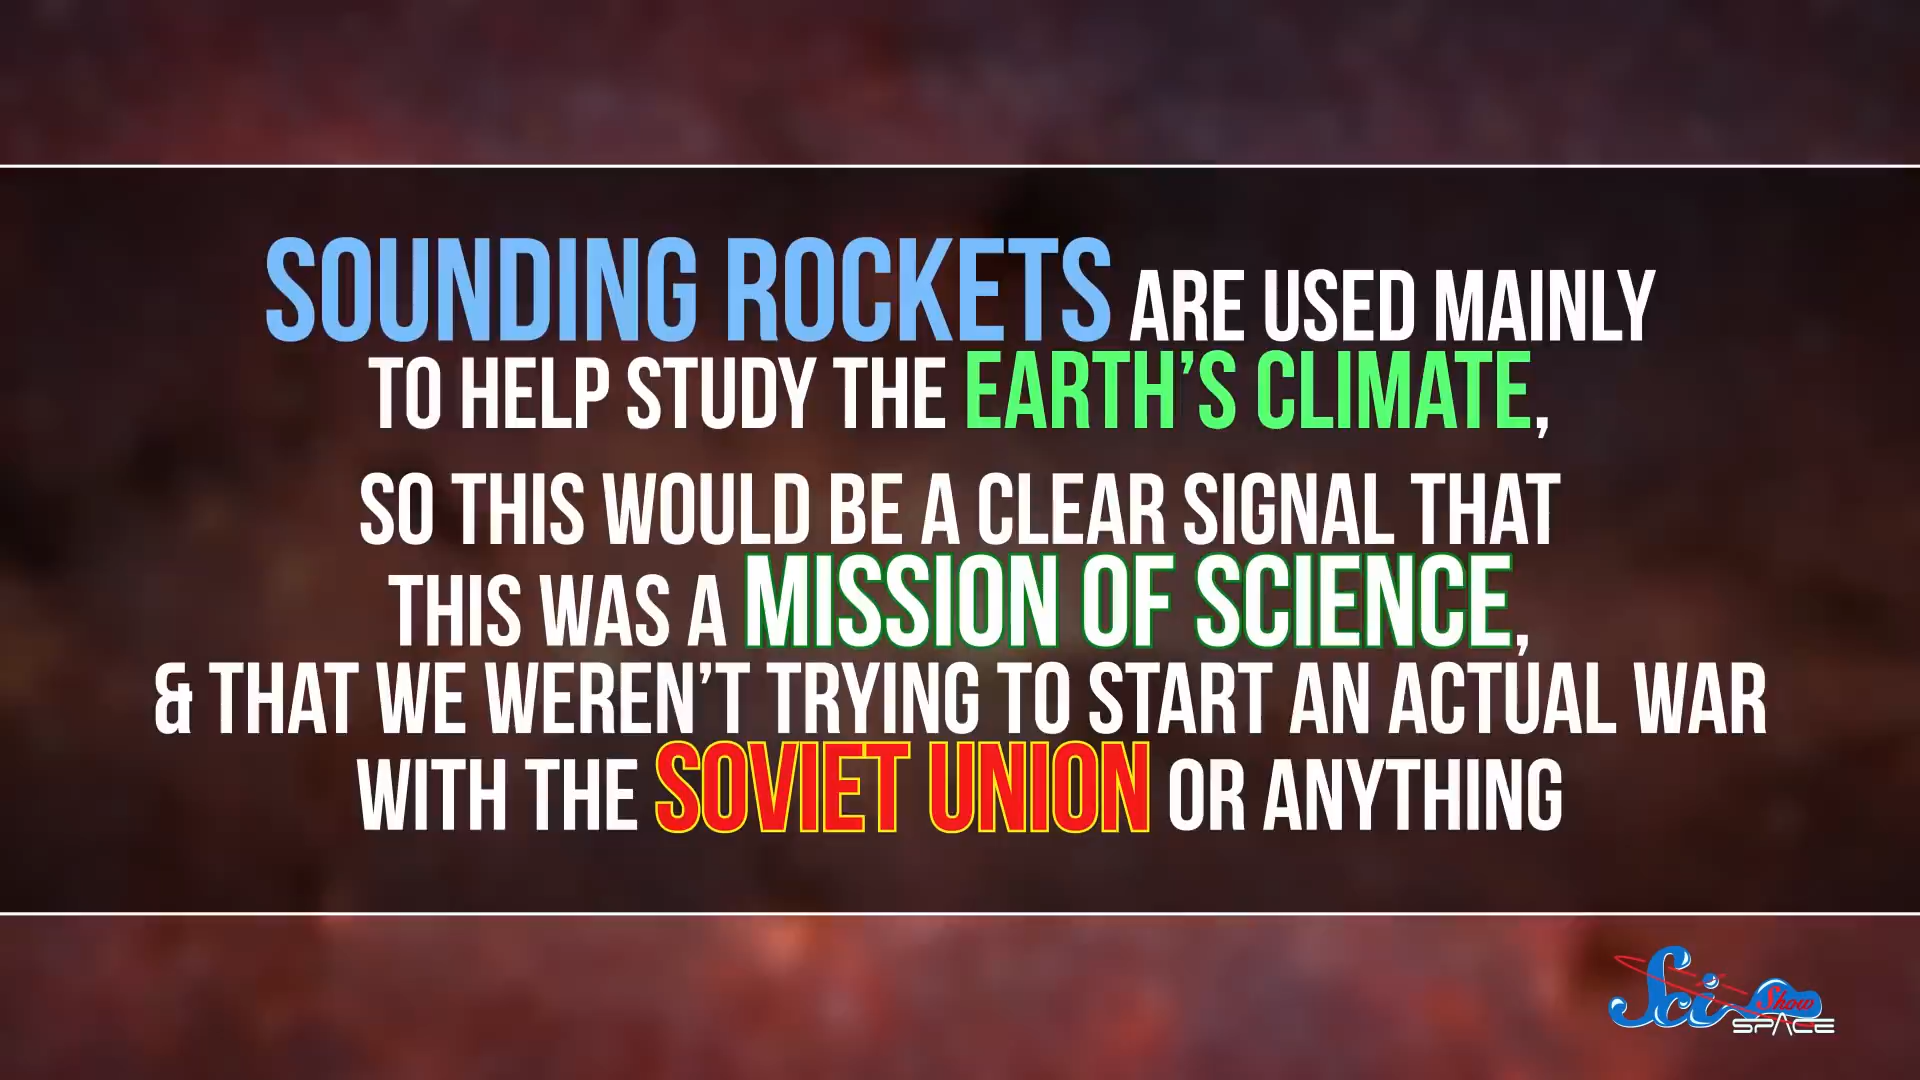 SOUNDING ROCKETS ARE USED MAINLY
TO HELP STUDY THE EARTH'S CLIMATE,
SO THIS WOULD BE A CLEAR SIGNAL THAT
THIS WAS A MISSION OF SCIENCE,
& THAT WE WEREN'T TRYING TO START AN ACTUAL WAR
WITH THE SOVIET UNION OR ANYTHING
Sci Show
SPACE